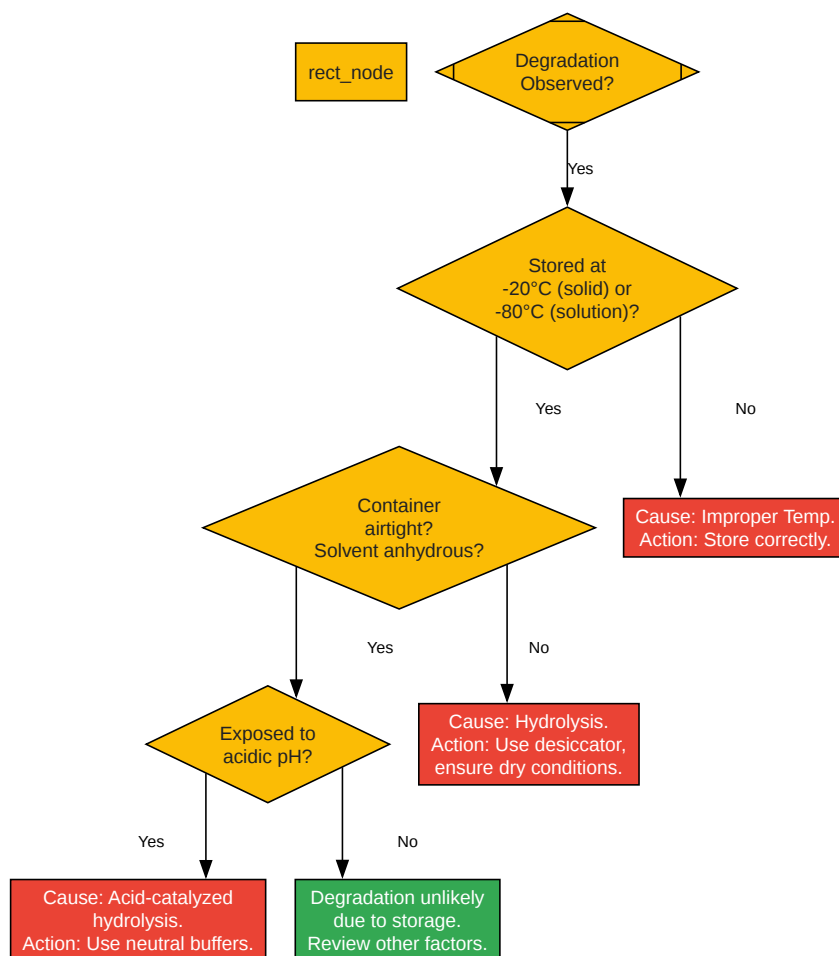 rect_node
Degradation
Observed?
Yes
Stored at
-20°C (solid) or
-80°C (solution)?
Yes
No
Container
airtight?
Solvent anhydrous?
Cause: Improper Temp.
Action: Store correctly.
Yes
No
Exposed to
acidic pH?
Cause: Hydrolysis.
Action: Use desiccator,
ensure dry conditions.
Yes
No
Cause: Acid-catalyzed
hydrolysis.
Action: Use neutral buffers.
Degradation unlikely
due to storage.
Review other factors.